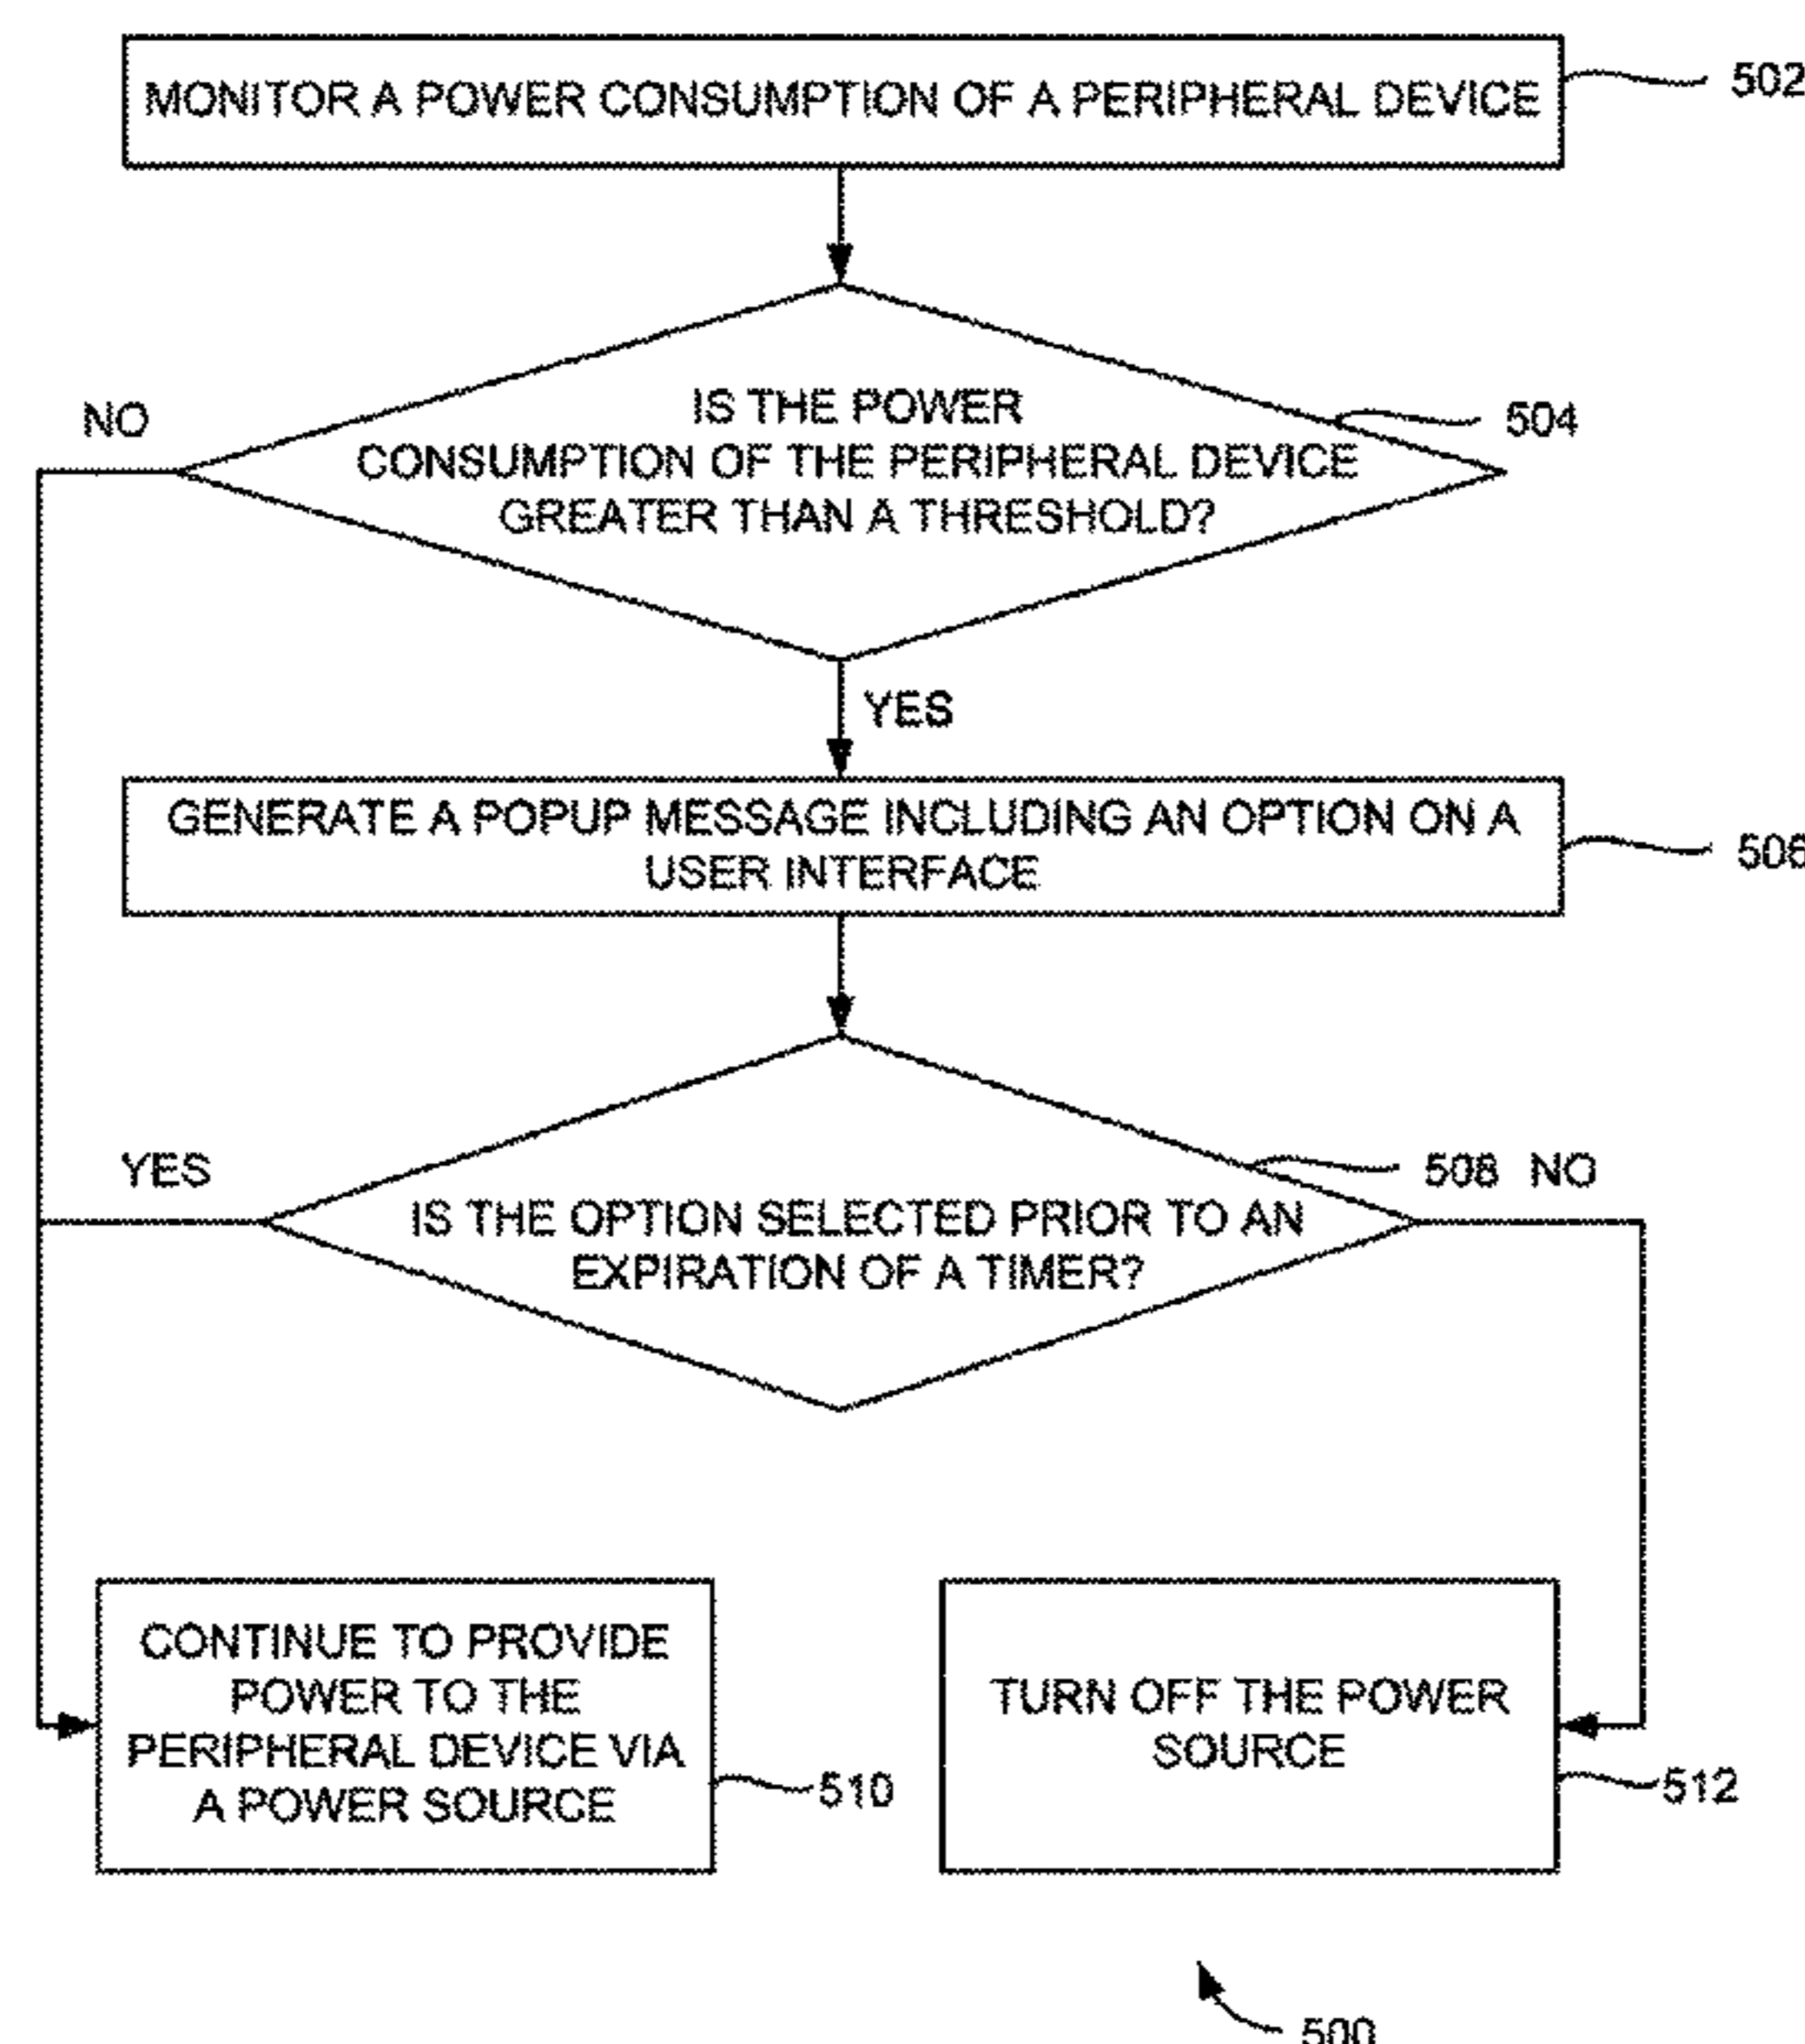 MONITOR A POWER CONSUMPTION OF A PERIPHERAL DEVICE
502
IS THE POWER
CONSUMPTION OF THE PERIPHERAL DEVICE
GREATER THAN A THRESHOLD?
504
NO
YES
GENERATE A POPUP MESSAGE INCLUDING AN OPTION ON A
USER INTERFACE
506
YES
IS THE OPTION SELECTED PRIOR TO AN
EXPIRATION OF A TIMER?
508
NO
CONTINUE TO PROVIDE
POWER TO THE
PERIPHERAL DEVICE VIA
A POWER SOURCE
510
TURN OFF THE POWER
SOURCE
512
500